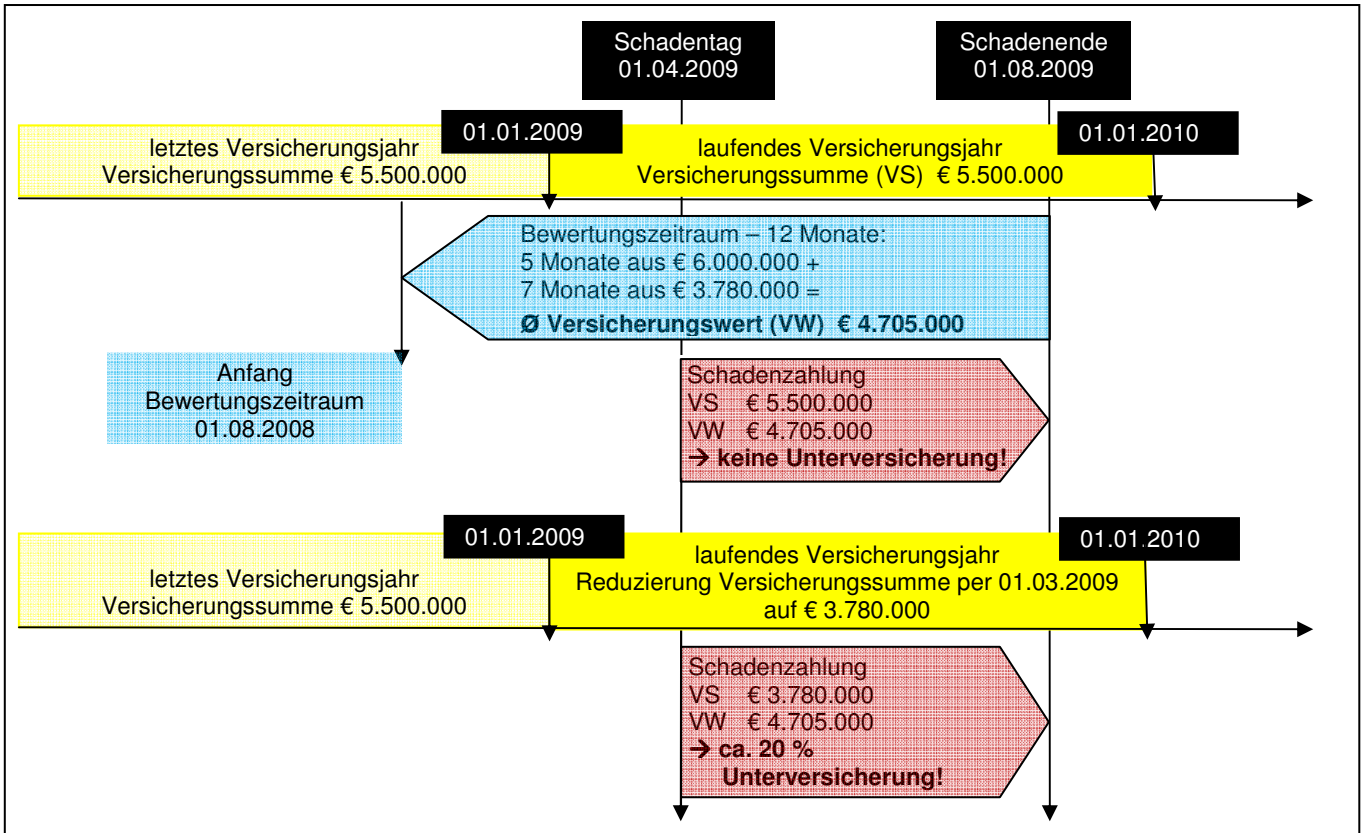 Schadentag
01.04.2009
Schadenende
01.08.2009
01.01.2009
01.01.2010
letztes Versicherungsjahr
Versicherungssumme € 5.500.000
laufendes Versicherungsjahr
Versicherungssumme (VS) € 5.500.000
Bewertungszeitraum – 12 Monate:
5 Monate aus € 6.000.000 +
7 Monate aus € 3.780.000 =
Ø Versicherungswert (VW) € 4.705.000
Anfang
Bewertungszeitraum
01.08.2008
Schadenzahlung
VS € 5.500.000
VW € 4.705.000
→ keine Unterversicherung!
01.01.2009
01.01.2010
letztes Versicherungsjahr
Versicherungssumme € 5.500.000
laufendes Versicherungsjahr
Reduzierung Versicherungssumme per 01.03.2009
auf € 3.780.000
Schadenzahlung
VS € 3.780.000
VW € 4.705.000
→ ca. 20 %
Unterversicherung!